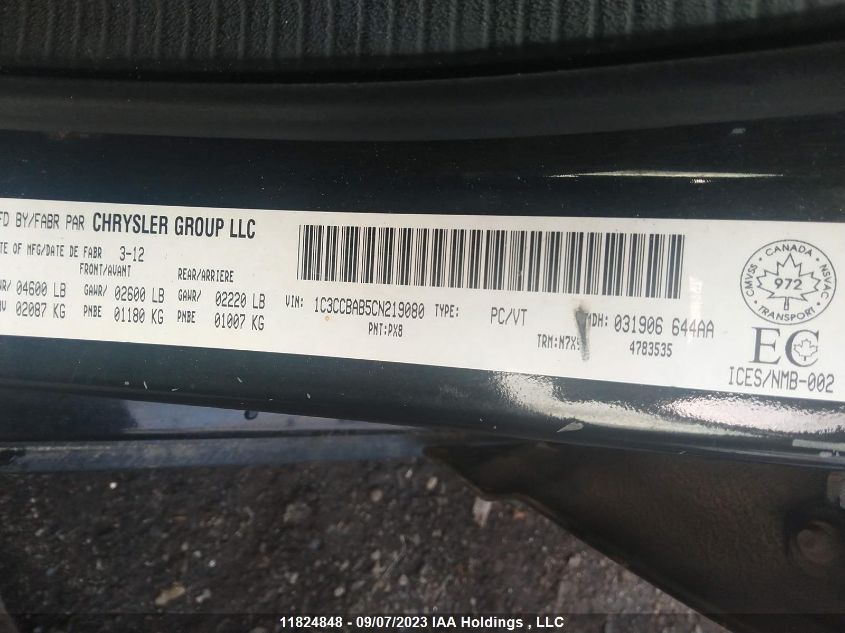 FD BY/FABR PAR CHRYSLER GROUP LLC
TE OF MFG/DATE DE FABR 3-12
FRONT/AVANT REAR/ARRIERE
WR/ 04600 LB GAWR/ 02600 LB GAWR/ 02220 LB
02087 KG PNBE 01180 KG PNBE 01007 KG
VIN: 1C3CCBAB5CN219080 TYPE: PC/VT MDH: 031906 644AA
PNT:PX8 TRM:N7X 4783535
CMVSS CANADA NSVAC
972
TRANSPORT
EC
ICES/NMB-002
11824848 - 09/07/2023 IAA Holdings , LLC